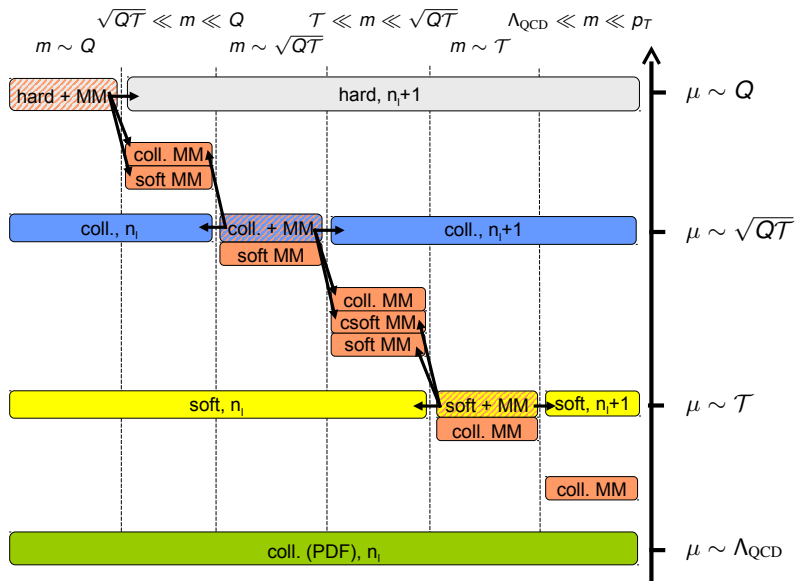 √QT ≪ m ≪ Q T ≪ m ≪ √QT Λ_QCD ≪ m ≪ p_T
m ∼ Q m ∼ √QT m ∼ T
hard + MM hard, n_l+1 μ ∼ Q
coll. MM
soft MM
coll., n_l coll. + MM coll., n_l+1 μ ∼ √QT
soft MM
coll. MM
csoft MM
soft MM
soft, n_l soft + MM soft, n_l+1 μ ∼ T
coll. MM
coll. MM
coll. (PDF), n_l μ ∼ Λ_QCD